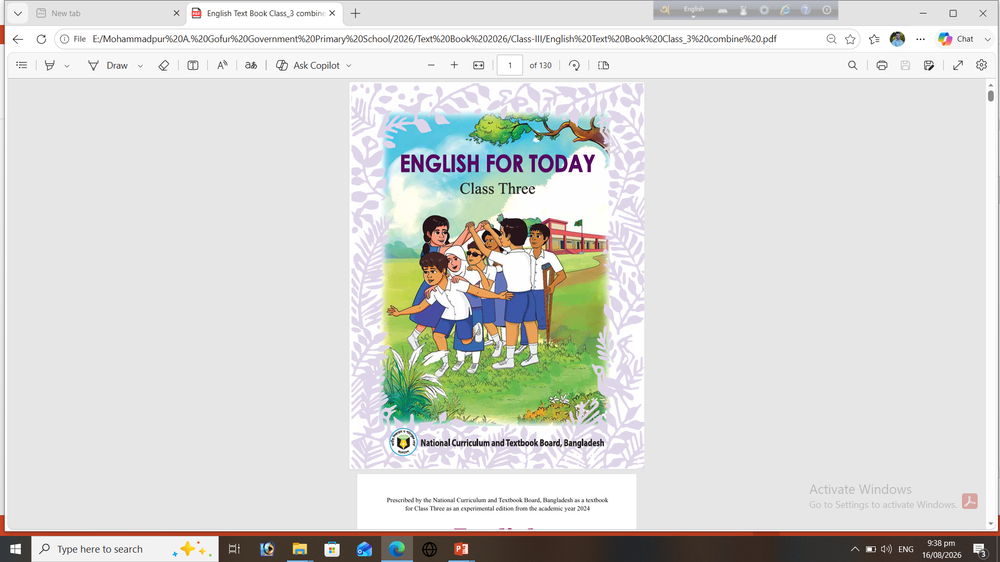 New tab
English Text Book Class_3 combine
English
File
E:/Mohammadpur%20A.%20Gofur%20Government%20Primary%20School/2026/Text%20Book%202026/Class-III/English%20Text%20Book%20Class_3%20combine%20.pdf
Chat
Draw
aあ
Ask Copilot
1
of 130
ENGLISH FOR TODAY
Class Three
National Curriculum and Textbook Board, Bangladesh
Prescribed by the National Curriculum and Textbook Board, Bangladesh as a textbook
for Class Three as an experimental edition from the academic year 2024
Activate Windows
Go to Settings to activate Windows.
Type here to search
ENG
9:38 pm
16/08/2026
3